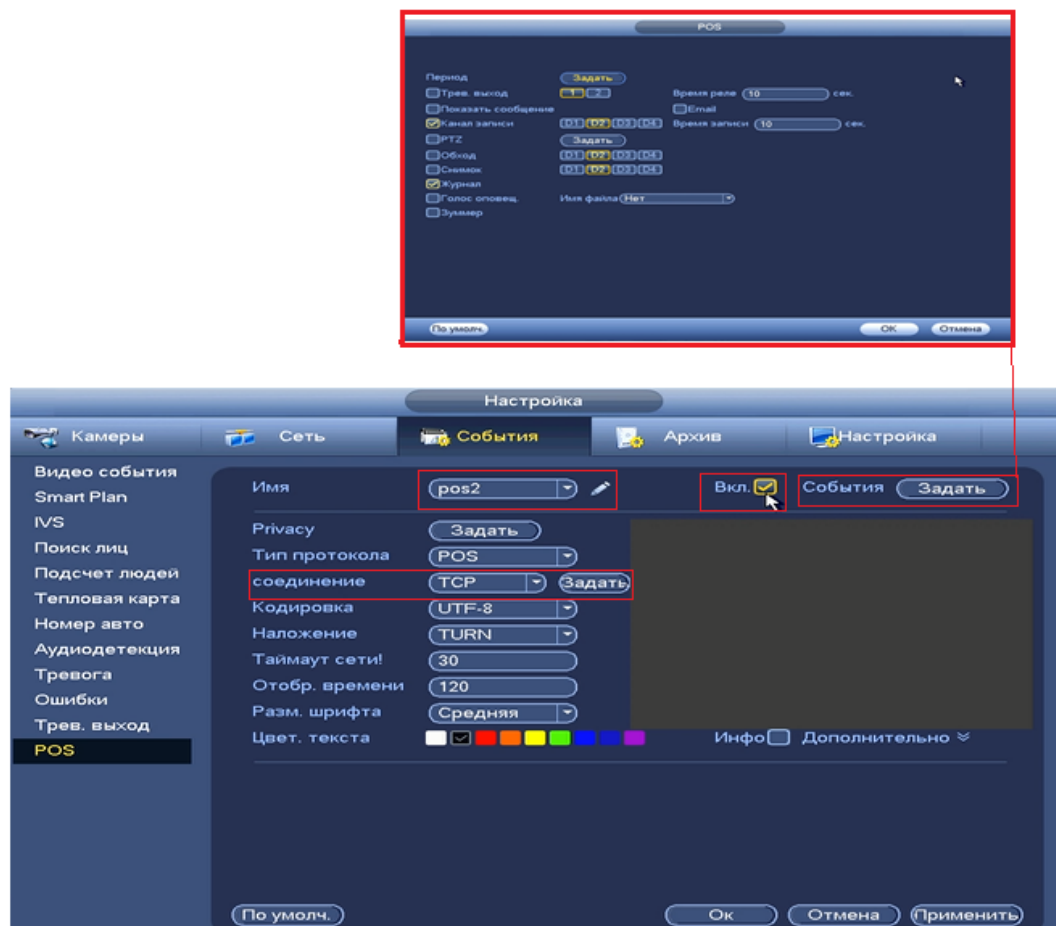 POS
Период Задать
Трев. выход 1 2 Время реле 10 сек.
Показать сообщение Email
Канал записи D1 D2 D3 D4 Время записи 10 сек.
PTZ Задать
Обход D1 D2 D3 D4
Снимок D1 D2 D3 D4
Журнал
Голос оповещ. Имя файла Нет
Зуммер
По умолч. OK Отмена
Настройка
Камеры Сеть События Архив Настройка
Видео события
Smart Plan
IVS
Поиск лиц
Подсчет людей
Тепловая карта
Номер авто
Аудиодетекция
Тревога
Ошибки
Трев. выход
POS
Имя pos2 Вкл. События Задать
Privacy Задать
Тип протокола POS
соединение TCP Задать
Кодировка UTF-8
Наложение TURN
Таймаут сети! 30
Отобр. времени 120
Разм. шрифта Средняя
Цвет. текста Инфо Дополнительно
По умолч. Ок Отмена Применить